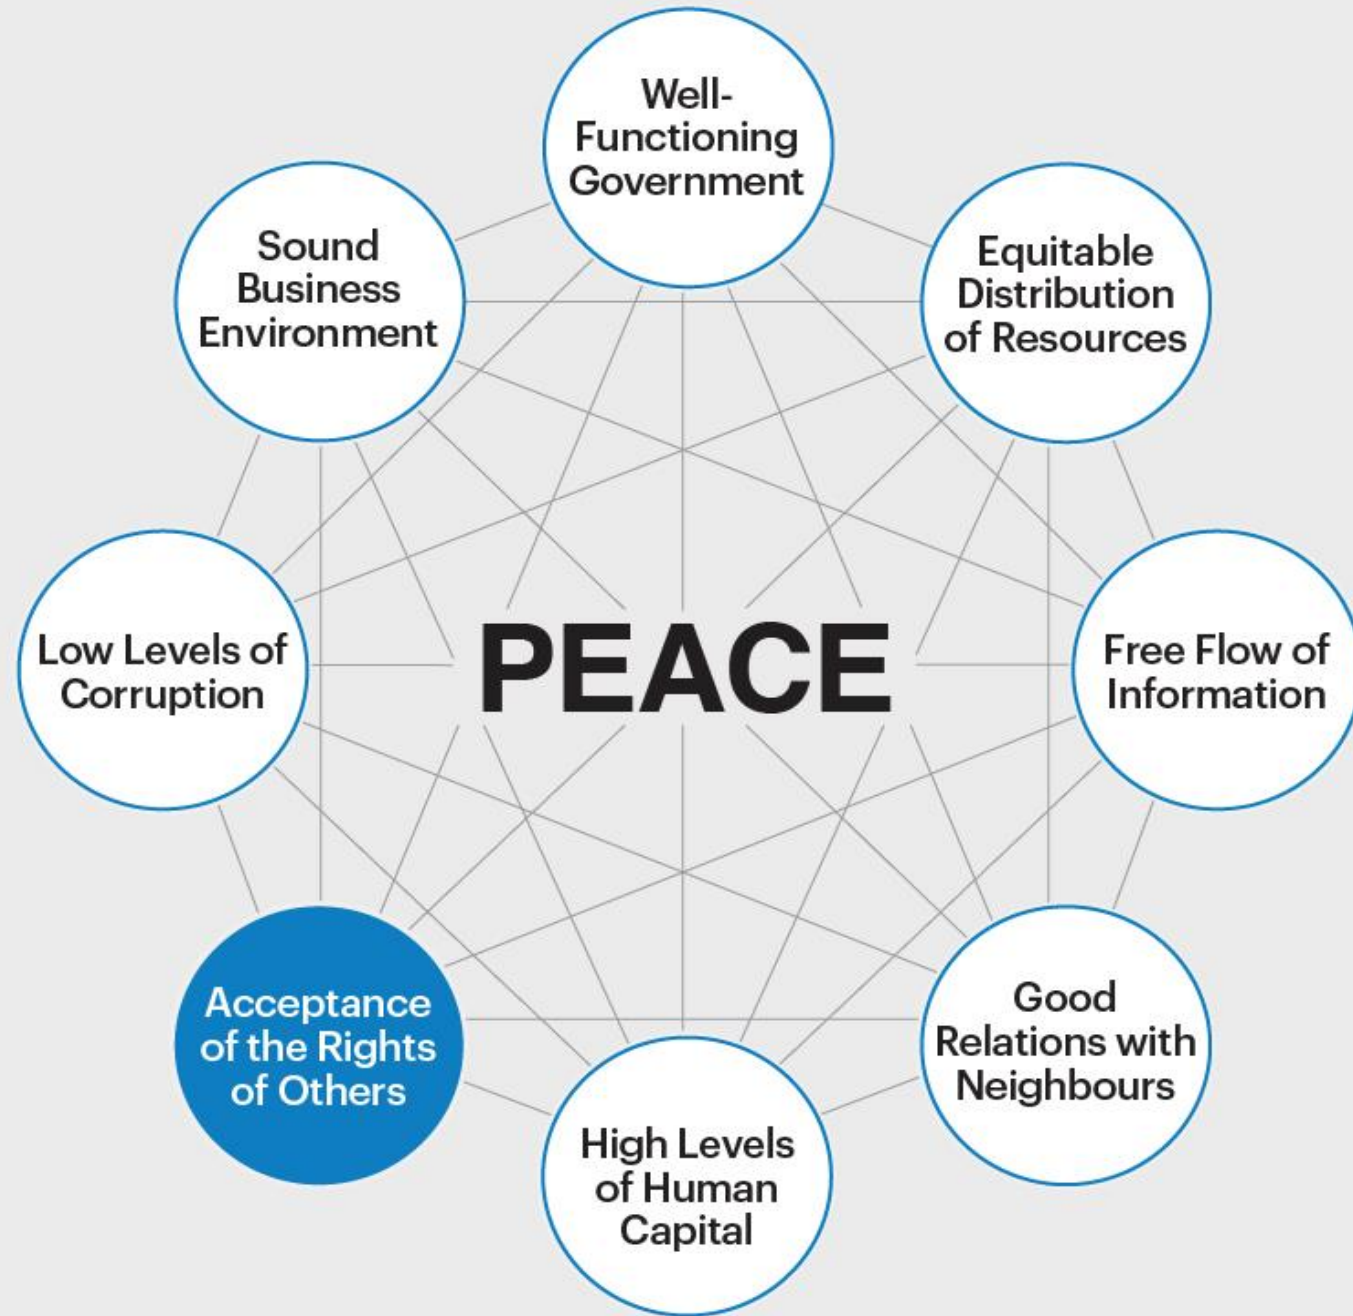 Well-
Functioning
Government
Sound
Business
Environment
Equitable
Distribution
of Resources
Low Levels of
Corruption
PEACE
Free Flow of
Information
Acceptance
of the Rights
of Others
Good
Relations with
Neighbours
High Levels
of Human
Capital